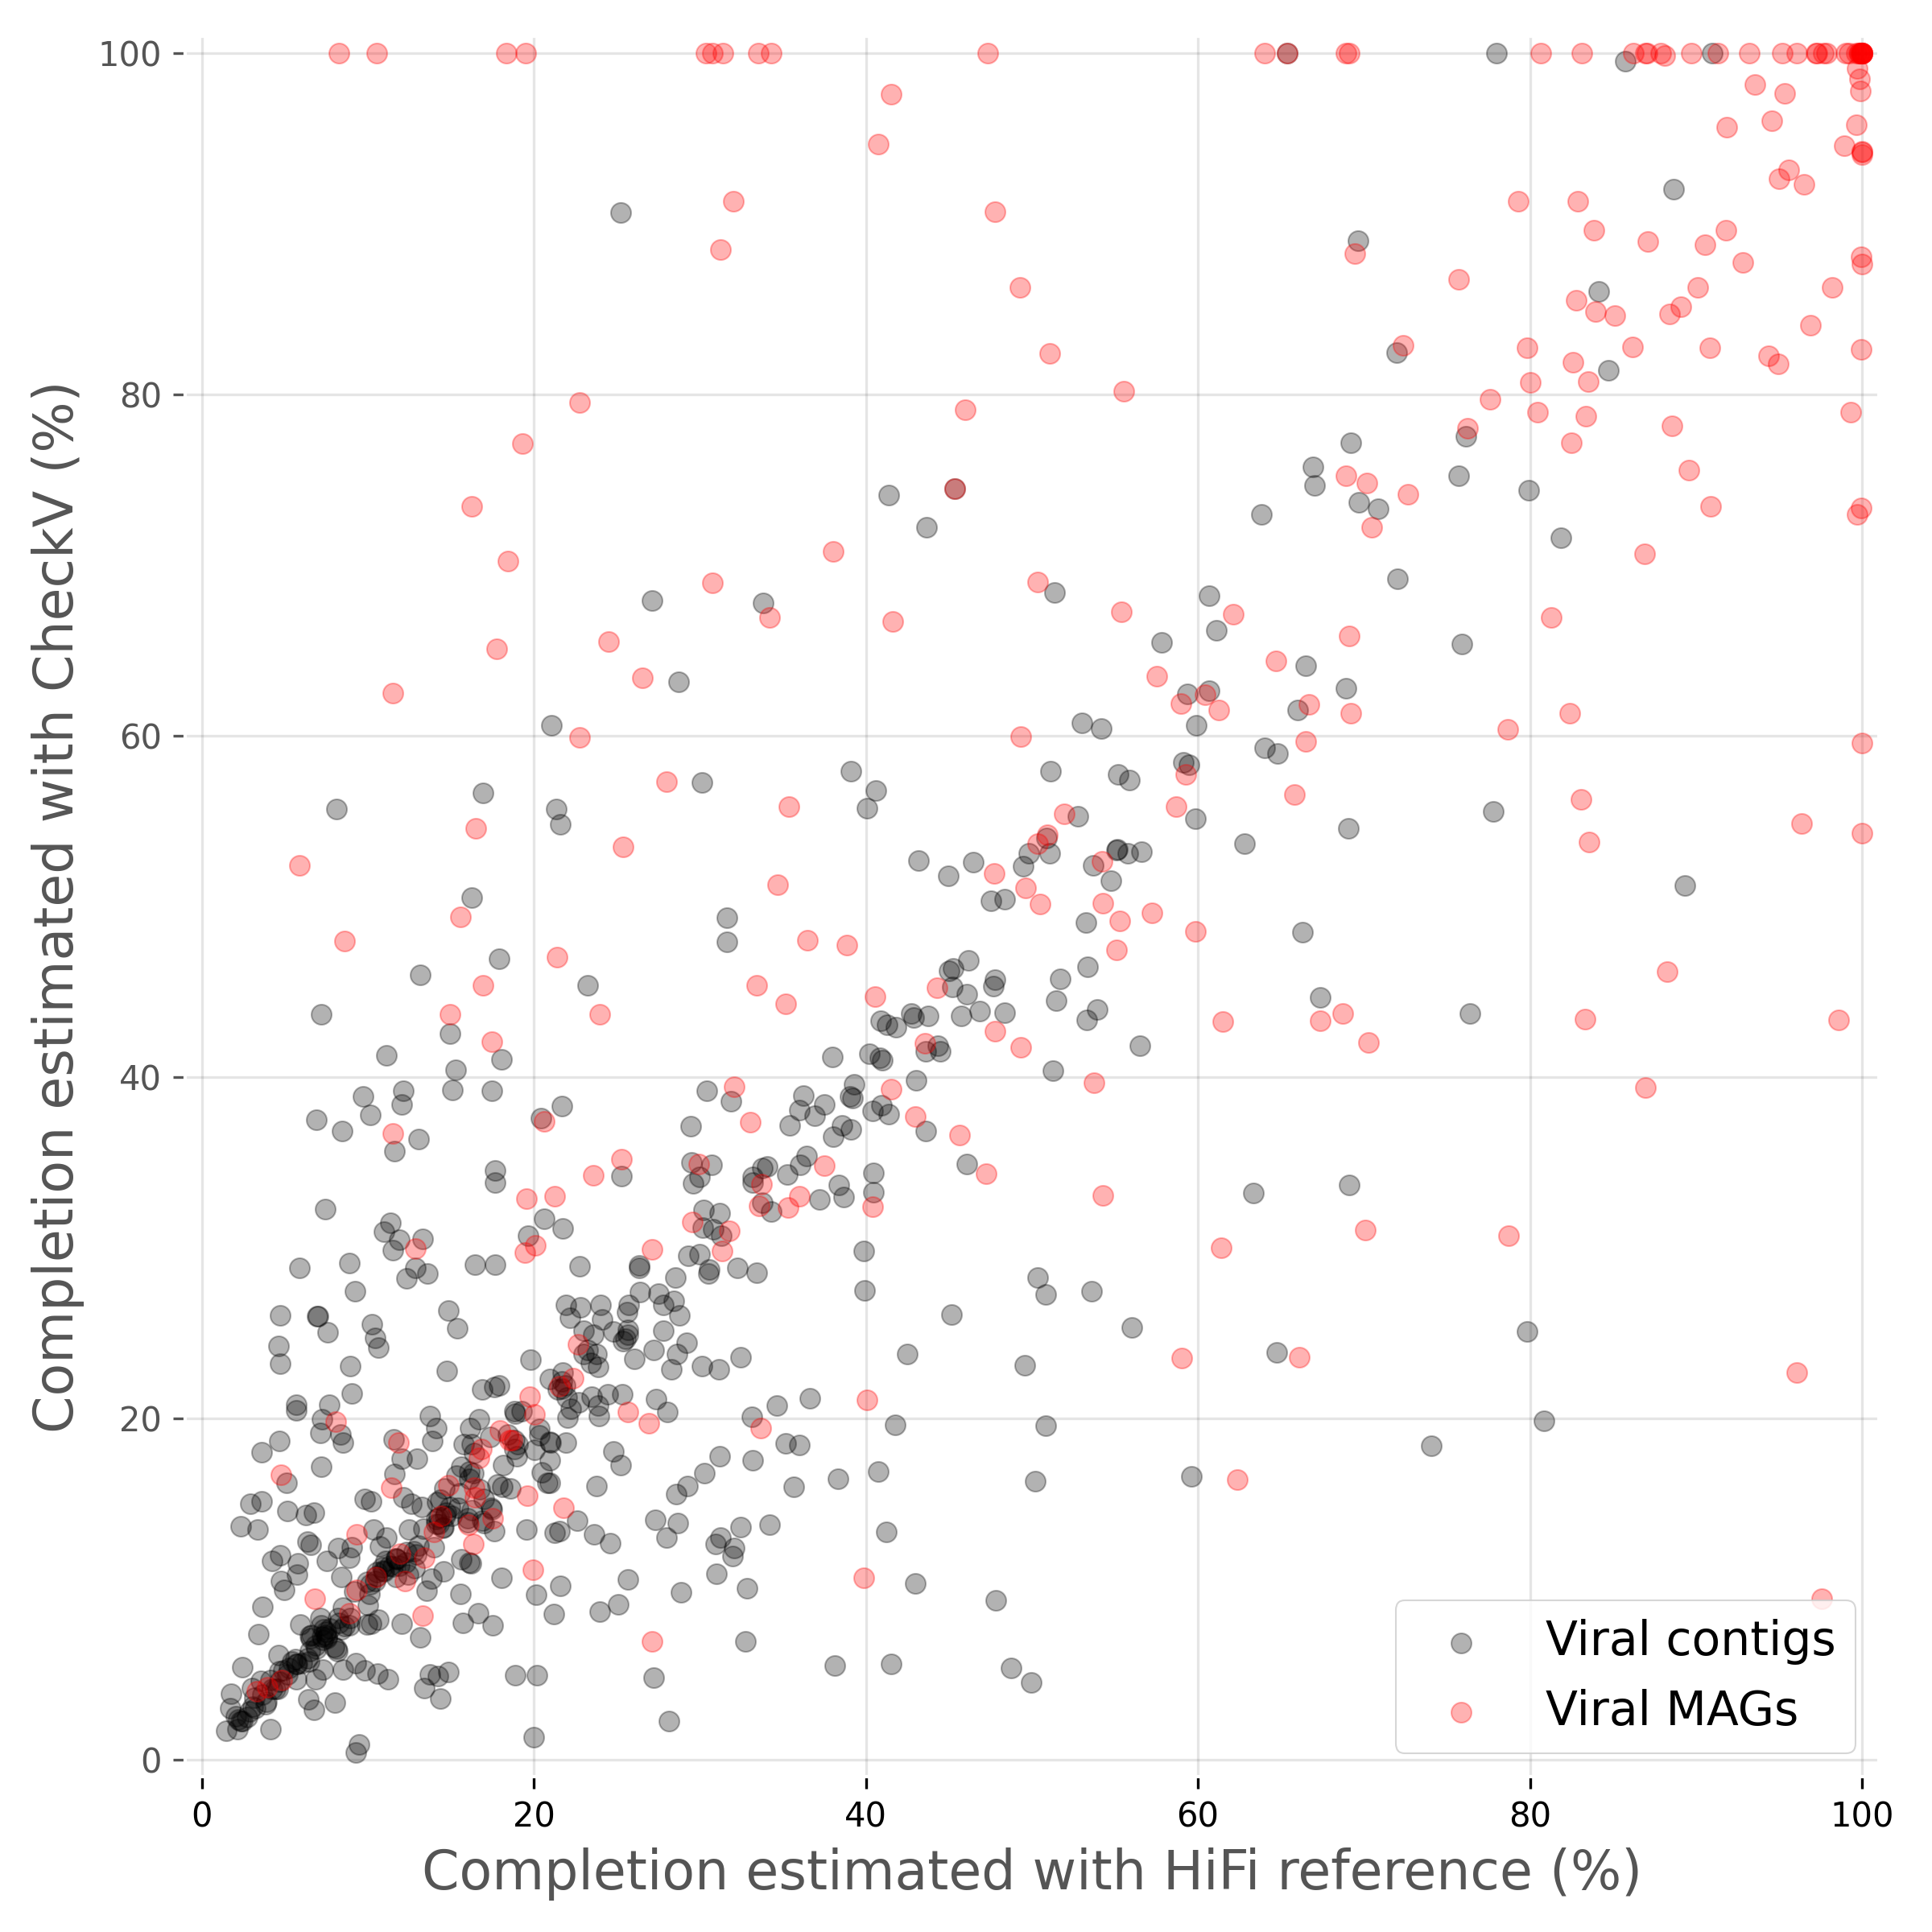 100
80
60
40
20
0
Completion estimated with CheckV (%)
Viral contigs
Viral MAGs
0 20 40 60 80 100
Completion estimated with HiFi reference (%)